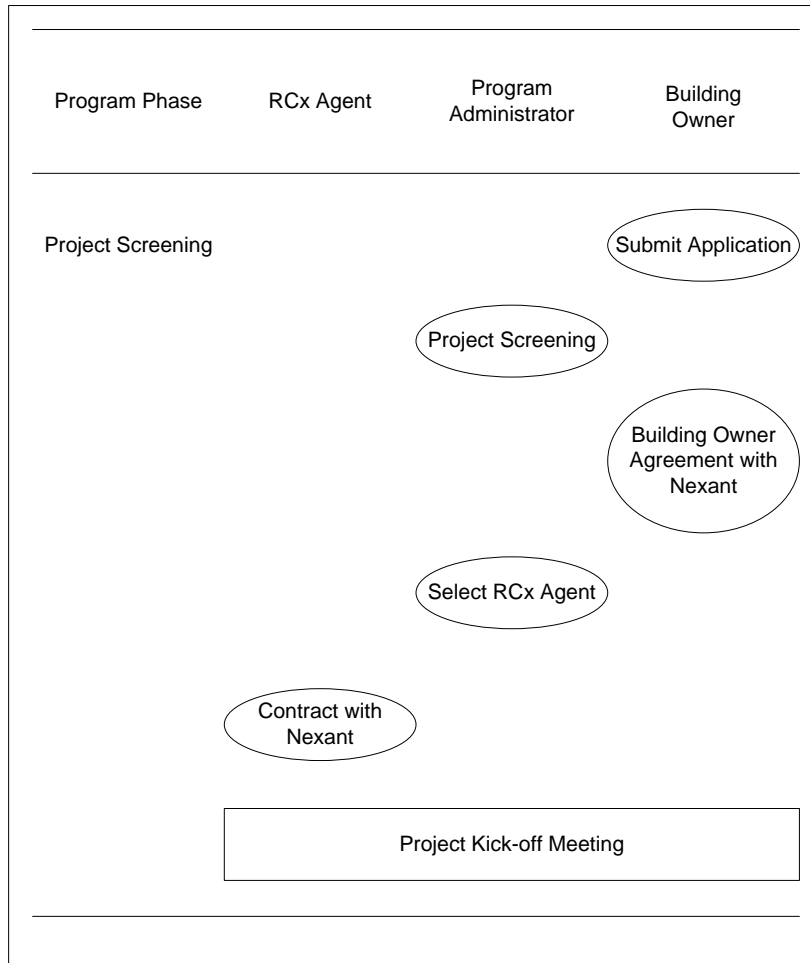 Program Phase
RCx Agent
Program
Administrator
Building
Owner
Project Screening
Submit Application
Project Screening
Building Owner
Agreement with
Nexant
Select RCx Agent
Contract with
Nexant
Project Kick-off Meeting